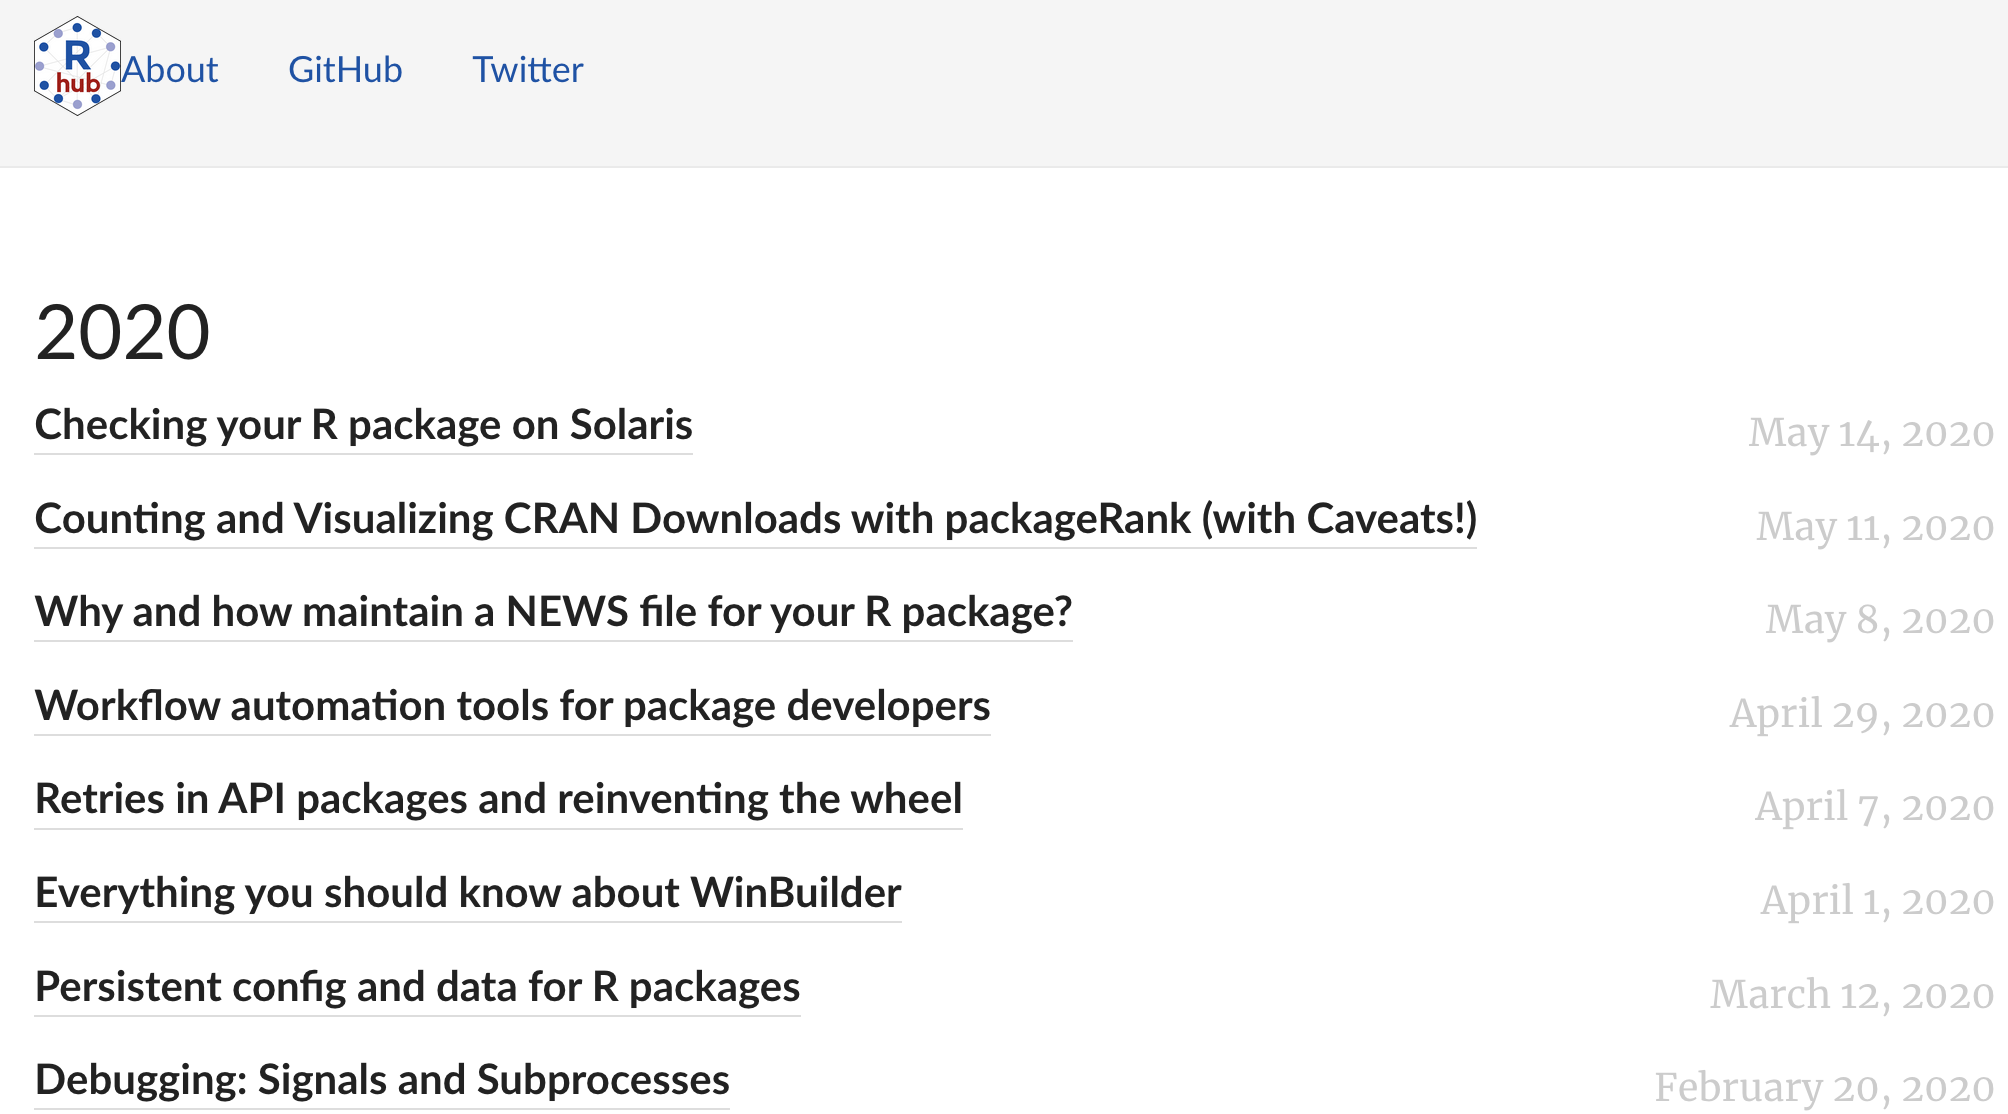 R
hub
About GitHub Twitter
2020
Checking your R package on Solaris May 14, 2020
Counting and Visualizing CRAN Downloads with packageRank (with Caveats!) May 11, 2020
Why and how maintain a NEWS file for your R package? May 8, 2020
Workflow automation tools for package developers April 29, 2020
Retries in API packages and reinventing the wheel April 7, 2020
Everything you should know about WinBuilder April 1, 2020
Persistent config and data for R packages March 12, 2020
Debugging: Signals and Subprocesses February 20, 2020